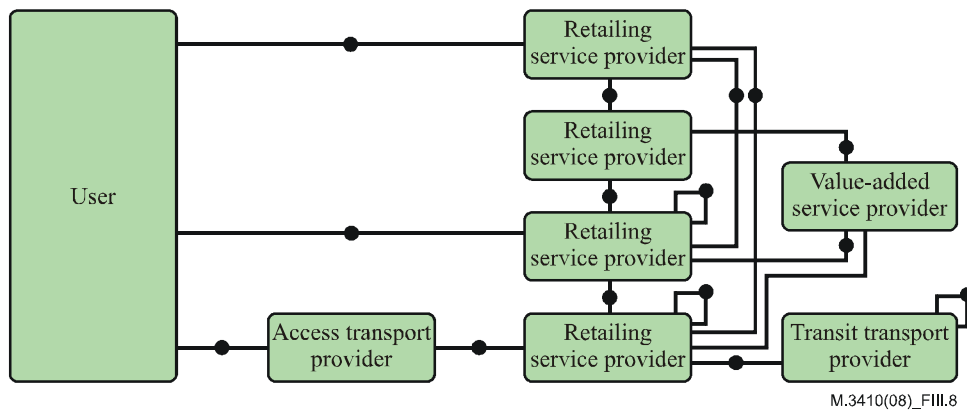 Retailing
service provider
User
Retailing
service provider
Value-added
service provider
Retailing
service provider
Access transport
provider
Retailing
service provider
Transit transport
provider
M.3410(08)_FIII.8